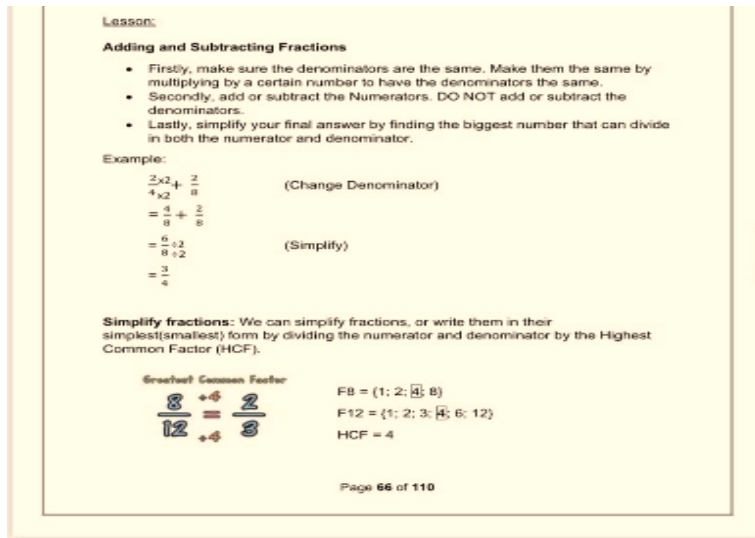 Lesson:
Adding and Subtracting Fractions
• Firstly, make sure the denominators are the same. Make them the same by
multiplying by a certain number to have the denominators the same.
• Secondly, add or subtract the Numerators. DO NOT add or subtract the
denominators.
• Lastly, simplify your final answer by finding the biggest number that can divide
in both the numerator and denominator.
Example:
2×2/4×2 + 2/8 (Change Denominator)
= 4/8 + 2/8
= 6÷2/8÷2 (Simplify)
= 3/4
Simplify fractions: We can simplify fractions, or write them in their
simplest(smallest) form by dividing the numerator and denominator by the Highest
Common Factor (HCF).
Greatest Common Factor
8/12 ÷4/÷4 = 2/3
F8 = {1; 2; 4; 8}
F12 = {1; 2; 3; 4; 6; 12}
HCF = 4
Page 66 of 110